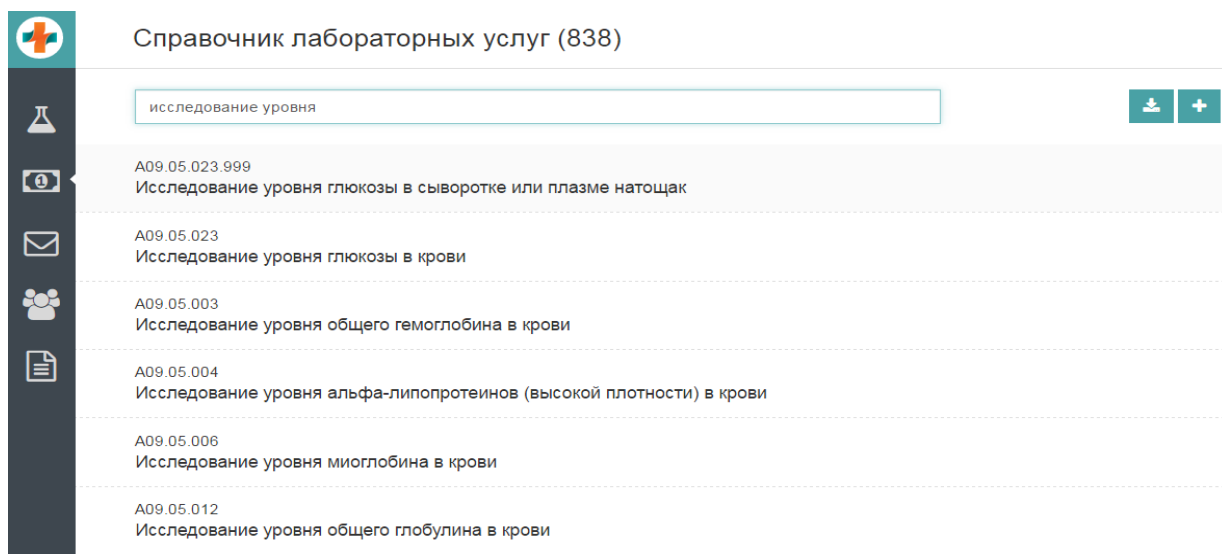 Справочник лабораторных услуг (838)
исследование уровня
A09.05.023.999
Исследование уровня глюкозы в сыворотке или плазме натощак
A09.05.023
Исследование уровня глюкозы в крови
A09.05.003
Исследование уровня общего гемоглобина в крови
A09.05.004
Исследование уровня альфа-липопротеинов (высокой плотности) в крови
A09.05.006
Исследование уровня миоглобина в крови
A09.05.012
Исследование уровня общего глобулина в крови